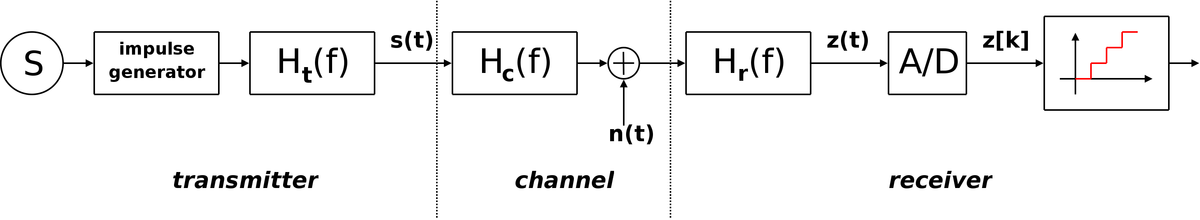 S
impulse
generator
Ht(f)
s(t)
Hc(f)
n(t)
Hr(f)
z(t)
A/D
z[k]
transmitter
channel
receiver